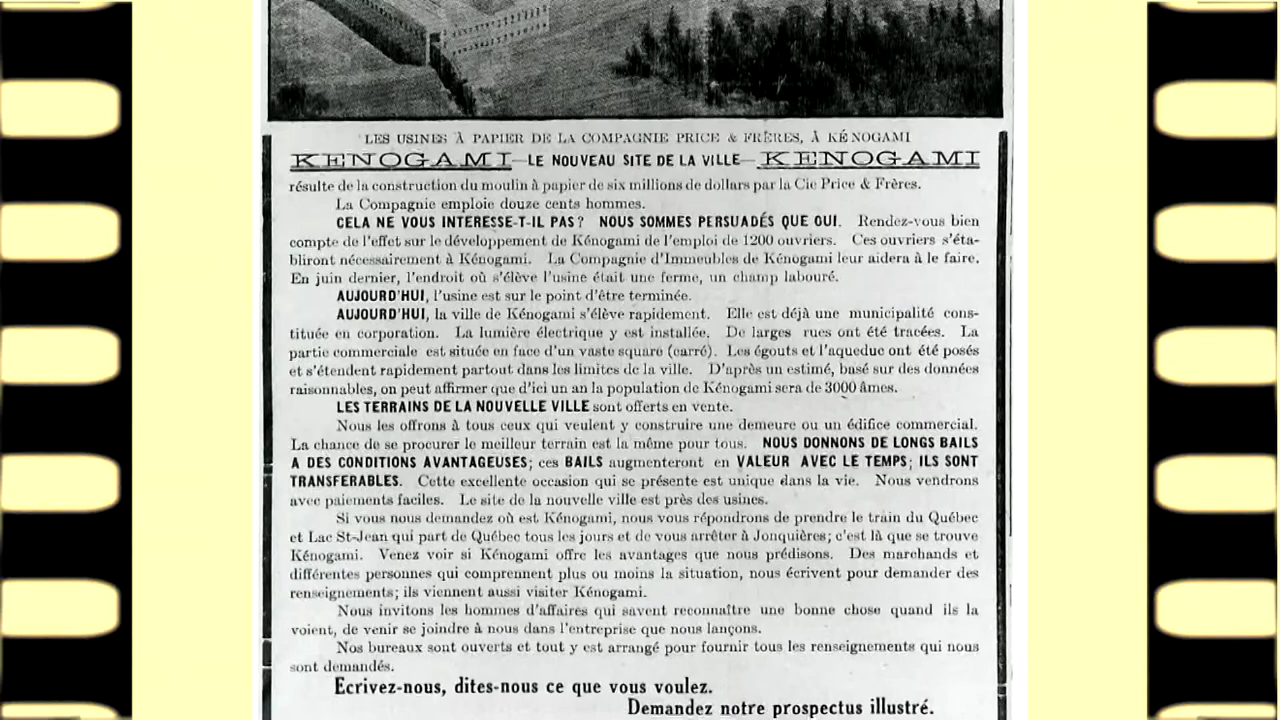 LES USINES À PAPIER DE LA COMPAGNIE PRICE & FRÈRES, À KÉNOGAMI
KENOGAMI—LE NOUVEAU SITE DE LA VILLE—KENOGAMI
résulte de la construction du moulin à papier de six millions de dollars par la Cie Price & Frères.
La Compagnie emploie douze cents hommes.
CELA NE VOUS INTERESSE-T-IL PAS? NOUS SOMMES PERSUADÉS QUE OUI. Rendez-vous bien
compte de l'effet sur le développement de Kénogami de l'emploi de 1200 ouvriers. Ces ouvriers s'éta-
bliront nécessairement à Kénogami. La Compagnie d'Immeubles de Kénogami leur aidera à le faire.
En juin dernier, l'endroit où s'élève l'usine était une ferme, un champ labouré.
AUJOURD'HUI, l'usine est sur le point d'être terminée.
AUJOURD'HUI, la ville de Kénogami s'élève rapidement. Elle est déjà une municipalité cons-
tituée en corporation. La lumière électrique y est installée. De larges rues ont été tracées. La
partie commerciale est située en face d'un vaste square (carré). Les égouts et l'aqueduc ont été posés
et s'étendent rapidement partout dans les limites de la ville. D'après un estimé, basé sur des données
raisonnables, on peut affirmer que d'ici un an la population de Kénogami sera de 3000 âmes.
LES TERRAINS DE LA NOUVELLE VILLE sont offerts en vente.
Nous les offrons à tous ceux qui veulent y construire une demeure ou un édifice commercial.
La chance de se procurer le meilleur terrain est la même pour tous. NOUS DONNONS DE LONGS BAILS
A DES CONDITIONS AVANTAGEUSES; ces BAILS augmenteront en VALEUR AVEC LE TEMPS; ILS SONT
TRANSFERABLES. Cette excellente occasion qui se présente est unique dans la vie. Nous vendrons
avec paiements faciles. Le site de la nouvelle ville est près des usines.
Si vous nous demandez où est Kénogami, nous vous répondrons de prendre le train du Québec
et Lac St-Jean qui part de Québec tous les jours et de vous arrêter à Jonquières; c'est là que se trouve
Kénogami. Venez voir si Kénogami offre les avantages que nous prédisons. Des marchands et
différentes personnes qui comprennent plus ou moins la situation, nous écrivent pour demander des
renseignements; ils viennent aussi visiter Kénogami.
Nous invitons les hommes d'affaires qui savent reconnaître une bonne chose quand ils la
voient, de venir se joindre à nous dans l'entreprise que nous lançons.
Nos bureaux sont ouverts et tout y est arrangé pour fournir tous les renseignements qui nous
sont demandés.
Ecrivez-nous, dites-nous ce que vous voulez.
Demandez notre prospectus illustré.